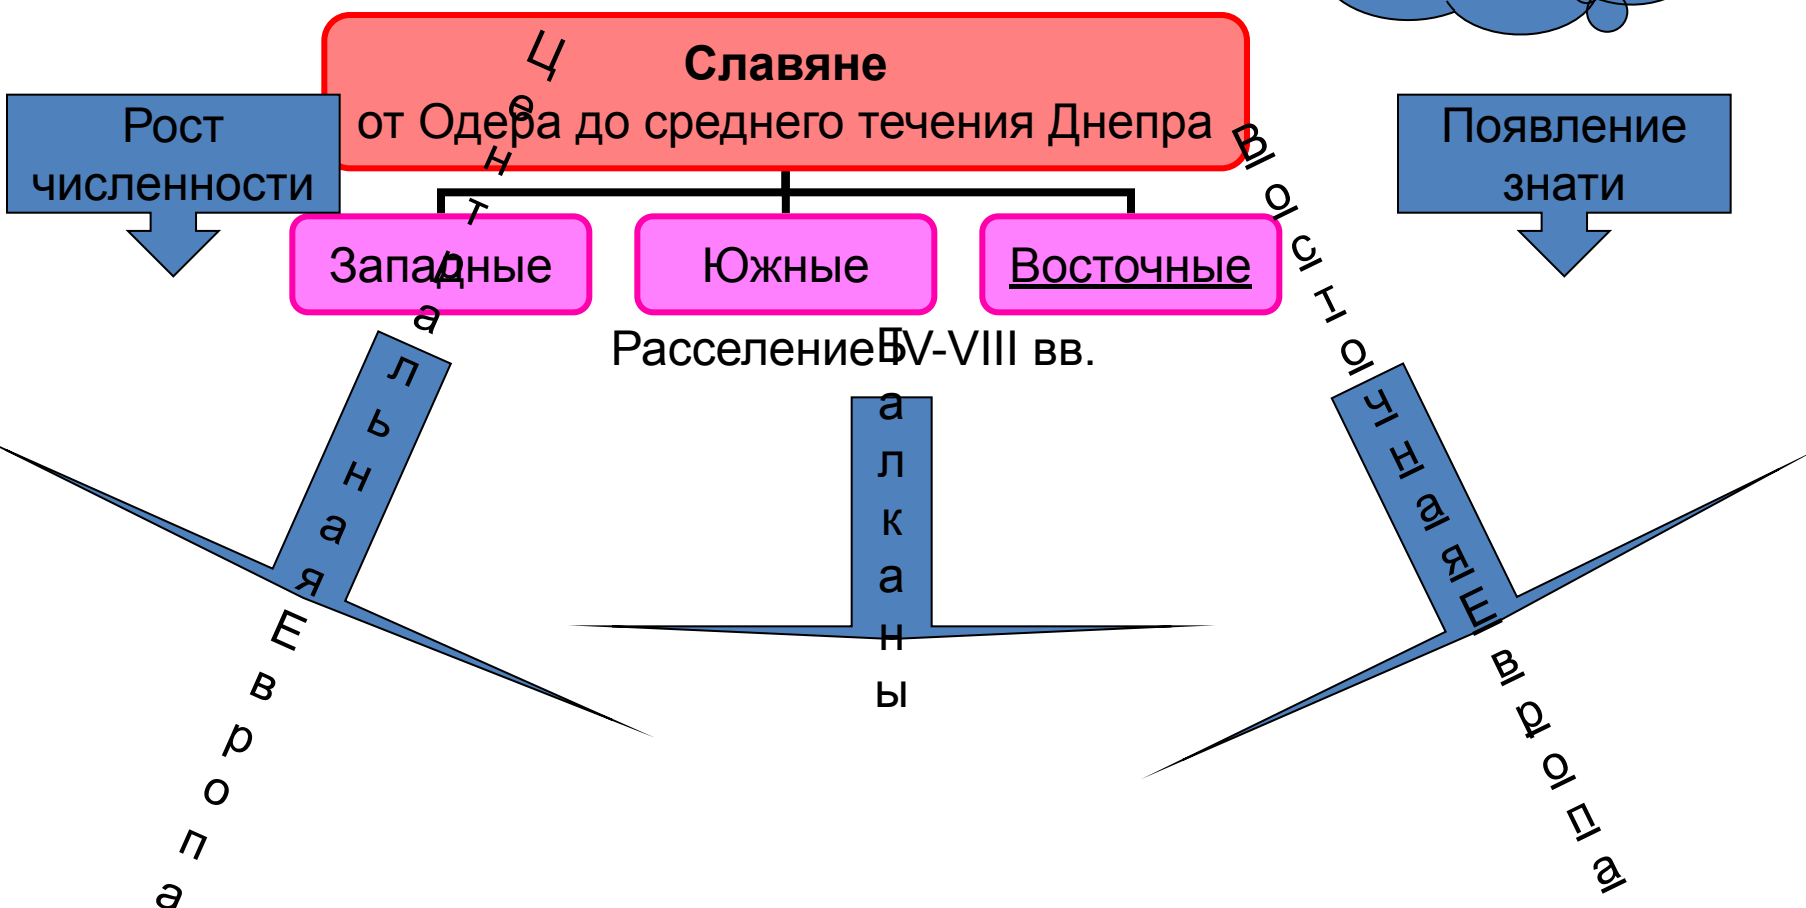 Славяне
от Одера до среднего течения Днепра
Рост
численности
Появление
знати
Западные
Южные
Восточные
Расселение IV-VIII вв.
Центральная Европа
Балканы
Восточная Европа